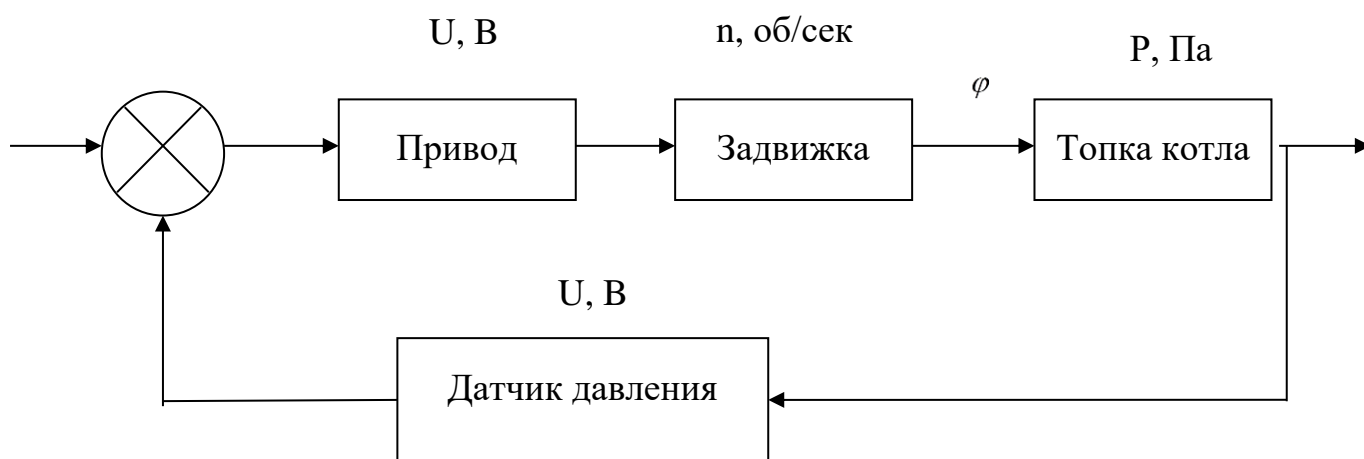 U, В
n, об/сек
P, Па
φ
Привод
Задвижка
Топка котла
U, В
Датчик давления